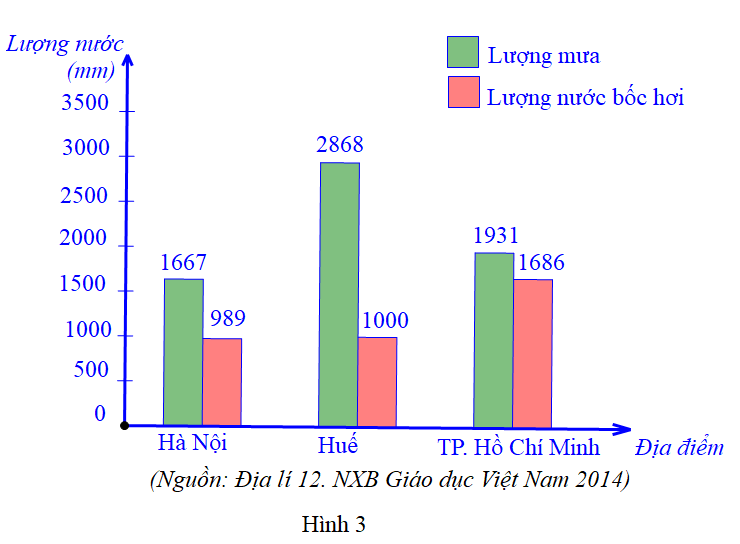 Lượng nước
(mm)
Lượng mưa
Lượng nước bốc hơi
3500
3000
2500
2000
1500
1000
500
0
1667
989
2868
1000
1931
1686
Hà Nội
Huế
TP. Hồ Chí Minh
Địa điểm
(Nguồn: Địa lí 12. NXB Giáo dục Việt Nam 2014)
Hình 3